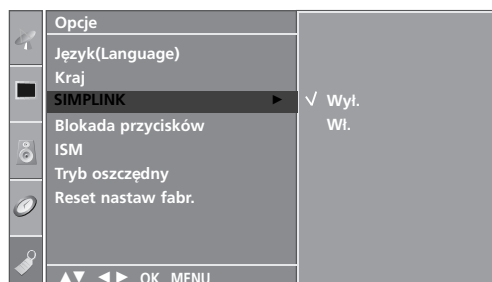 Opcje
Język(Language)
Kraj
SIMPLINK ►
√ Wył.
Wł.
Blokada przycisków
ISM
Tryb oszczędny
Reset nastaw fabr.
▲▼ ◄► OK MENU